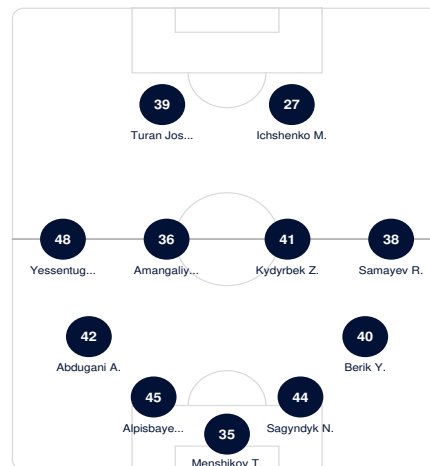 39
27
Turan Jos...
Ichshenko M.
48
36
41
38
Yessentug...
Amangaliy...
Kydyrbek Z.
Samayev R.
42
40
Abdugani A.
Berik Y.
45
44
Alpisbaye...
Sagyndyk N.
35
Menshikov T.